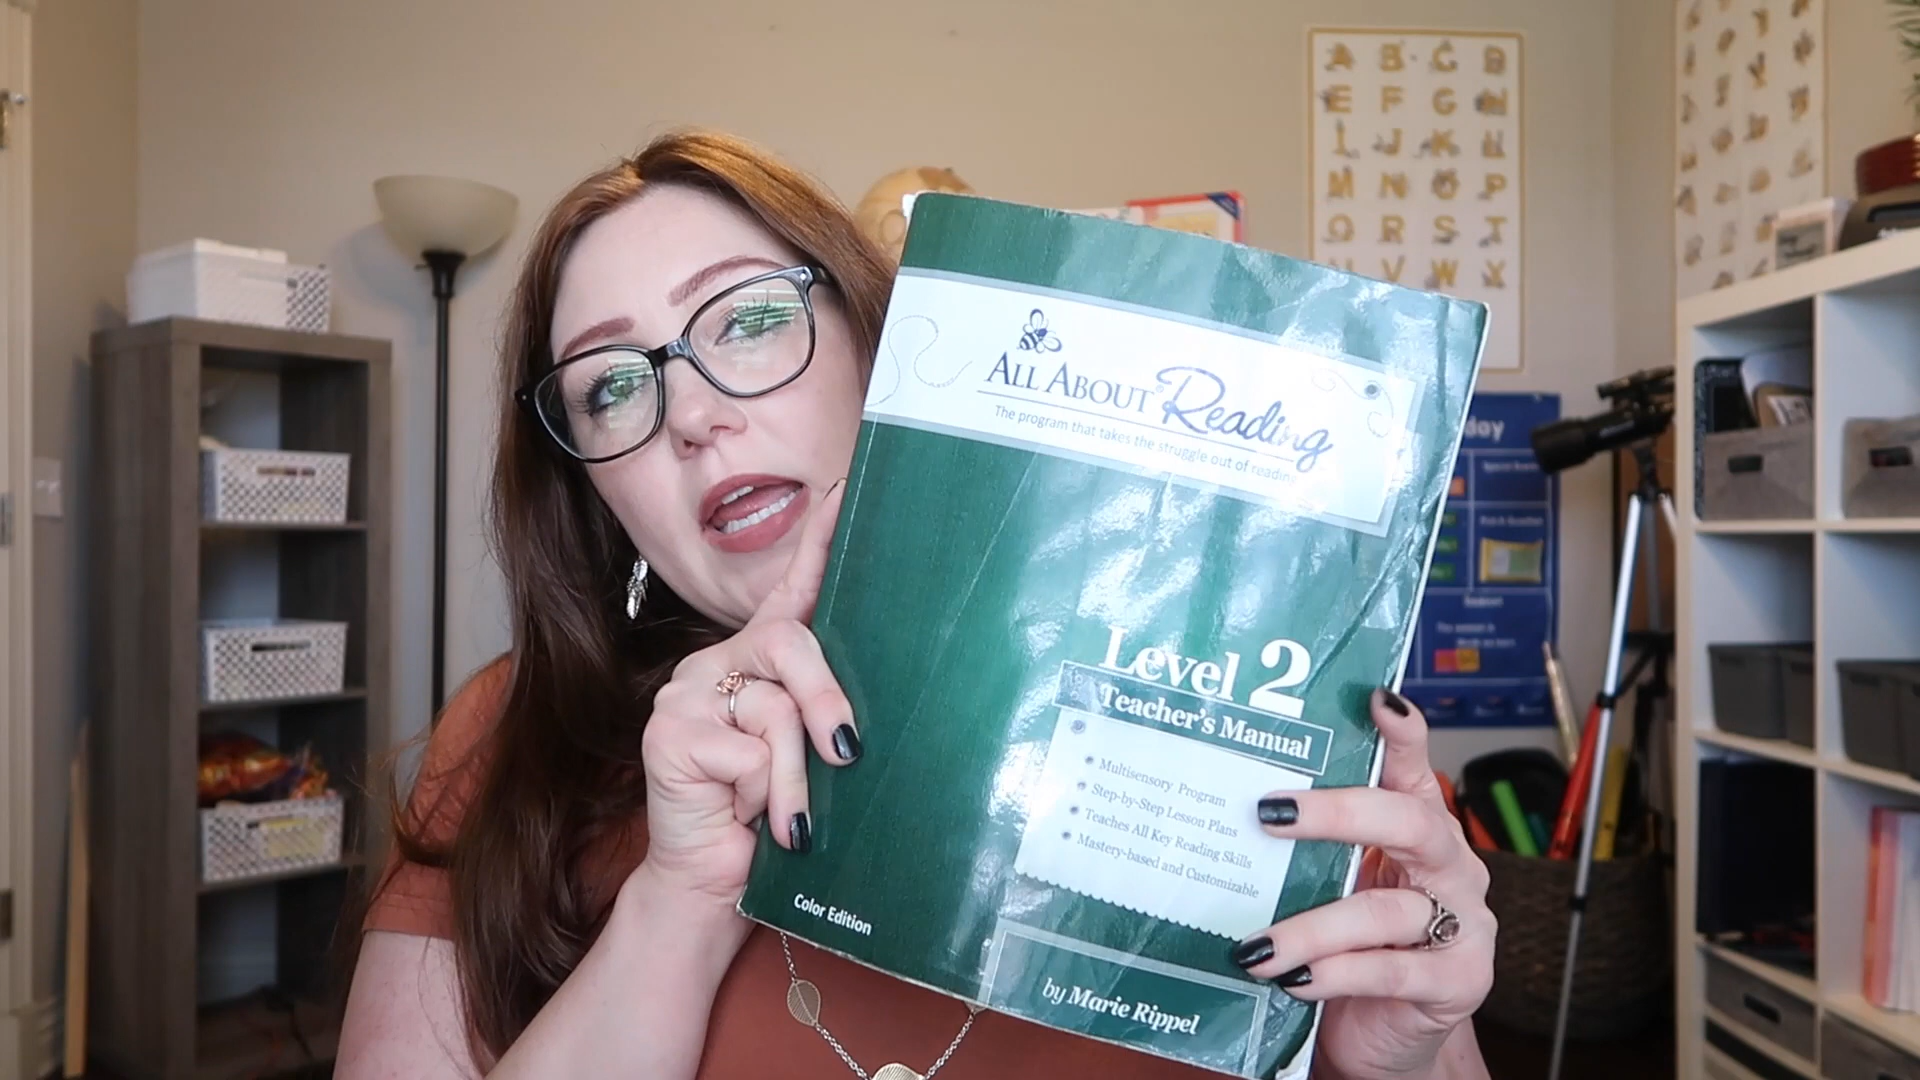 All About Reading
The program that takes the struggle out of reading
Level 2
Teacher's Manual
Multisensory Program
Step-by-Step Lesson Plans
Teaches All Key Reading Skills
Mastery-based and Customizable
Color Edition
by Marie Rippel
A B C D
E F G H
I J K L
M N O P
Q R S T
U V W X